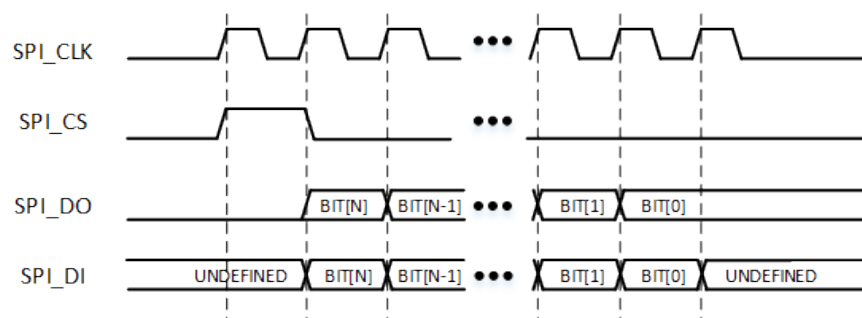 SPI_CLK
SPI_CS
SPI_DO BIT[N] BIT[N-1] BIT[1] BIT[0]
SPI_DI UNDEFINED BIT[N] BIT[N-1] BIT[1] BIT[0] UNDEFINED